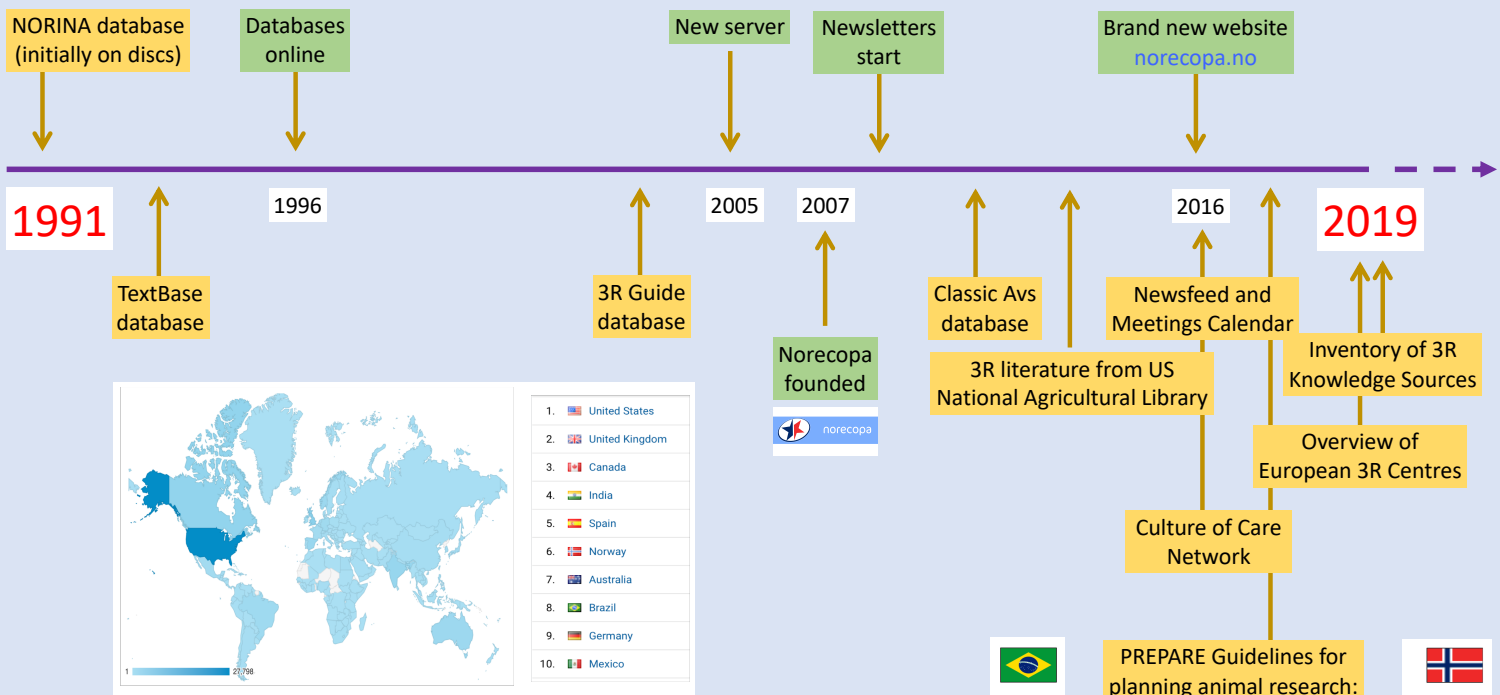 NORINA database
(initially on discs)
Databases
online
New server
Newsletters
start
Brand new website
norecopa.no
1991
1996
2005
2007
2016
2019
TextBase
database
3R Guide
database
Norecopa
founded
norecopa
Classic Avs
database
3R literature from US
National Agricultural Library
Newsfeed and
Meetings Calendar
Inventory of 3R
Knowledge Sources
Overview of
European 3R Centres
Culture of Care
Network
PREPARE Guidelines for
planning animal research:
1. United States
2. United Kingdom
3. Canada
4. India
5. Spain
6. Norway
7. Australia
8. Brazil
9. Germany
10. Mexico
1
27,798